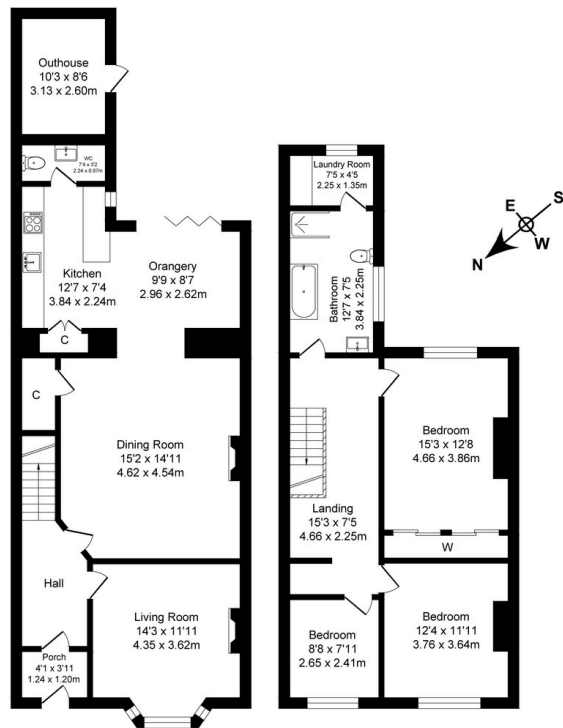 Outhouse
10'3 x 8'6
3.13 x 2.60m
WC
7'4 x 3'2
2.24 x 0.97m
Kitchen
12'7 x 7'4
3.84 x 2.24m
Orangery
9'9 x 8'7
2.96 x 2.62m
C
C
Dining Room
15'2 x 14'11
4.62 x 4.54m
Hall
Living Room
14'3 x 11'11
4.35 x 3.62m
Porch
4'1 x 3'11
1.24 x 1.20m
Laundry Room
7'5 x 4'5
2.25 x 1.35m
Bathroom
12'7 x 7'5
3.84 x 2.25m
Bedroom
15'3 x 12'8
4.66 x 3.86m
W
Landing
15'3 x 7'5
4.66 x 2.25m
Bedroom
8'8 x 7'11
2.65 x 2.41m
Bedroom
12'4 x 11'11
3.76 x 3.64m
E
S
N
W